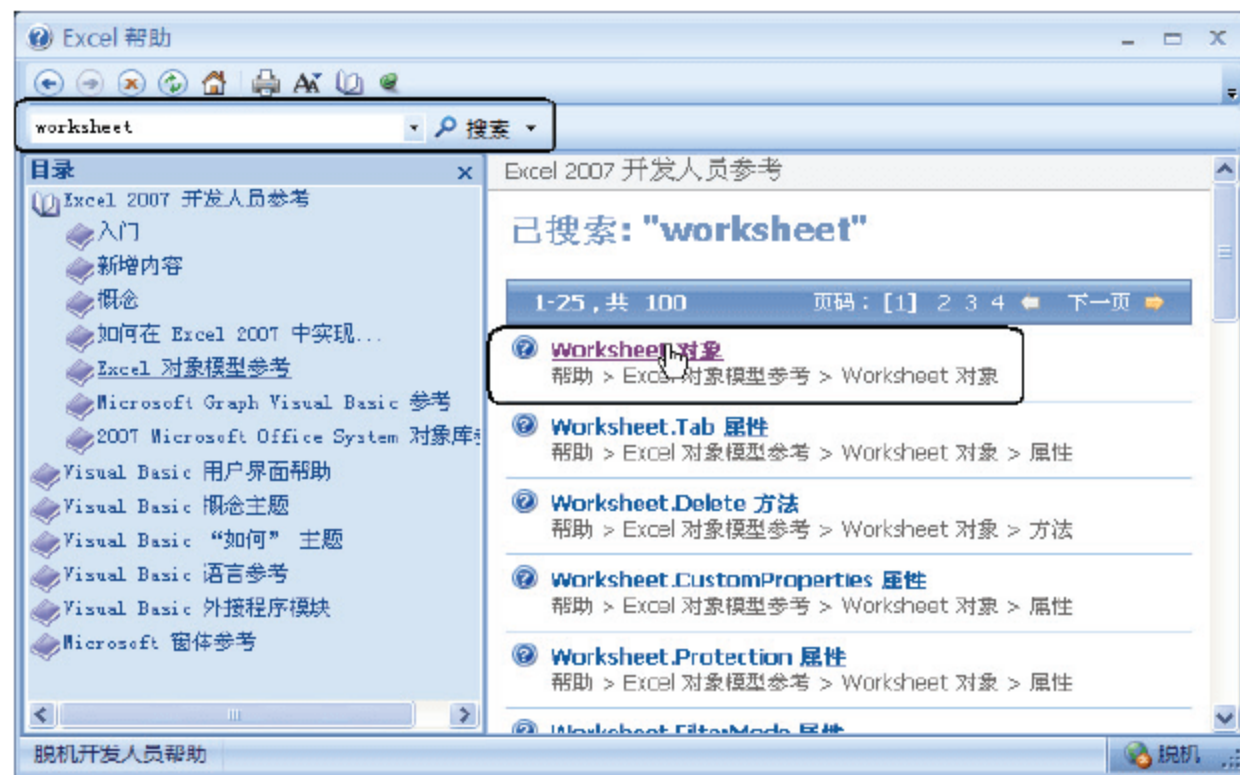 Excel 帮助
worksheet 搜索
目录
Excel 2007 开发人员参考
入门
新增内容
概念
如何在 Excel 2007 中实现...
Excel 对象模型参考
Microsoft Graph Visual Basic 参考
2007 Microsoft Office System 对象库
Visual Basic 用户界面帮助
Visual Basic 概念主题
Visual Basic “如何” 主题
Visual Basic 语言参考
Visual Basic 外接程序模块
Microsoft 窗体参考
Excel 2007 开发人员参考
已搜索: "worksheet"
1-25 , 共 100 页码 : [1] 2 3 4 下一页
Worksheet 对象
帮助 > Excel 对象模型参考 > Worksheet 对象
Worksheet.Tab 属性
帮助 > Excel 对象模型参考 > Worksheet 对象 > 属性
Worksheet.Delete 方法
帮助 > Excel 对象模型参考 > Worksheet 对象 > 方法
Worksheet.CustomProperties 属性
帮助 > Excel 对象模型参考 > Worksheet 对象 > 属性
Worksheet.Protection 属性
帮助 > Excel 对象模型参考 > Worksheet 对象 > 属性
Worksheet.FilterMode 属性
脱机开发人员帮助 脱机